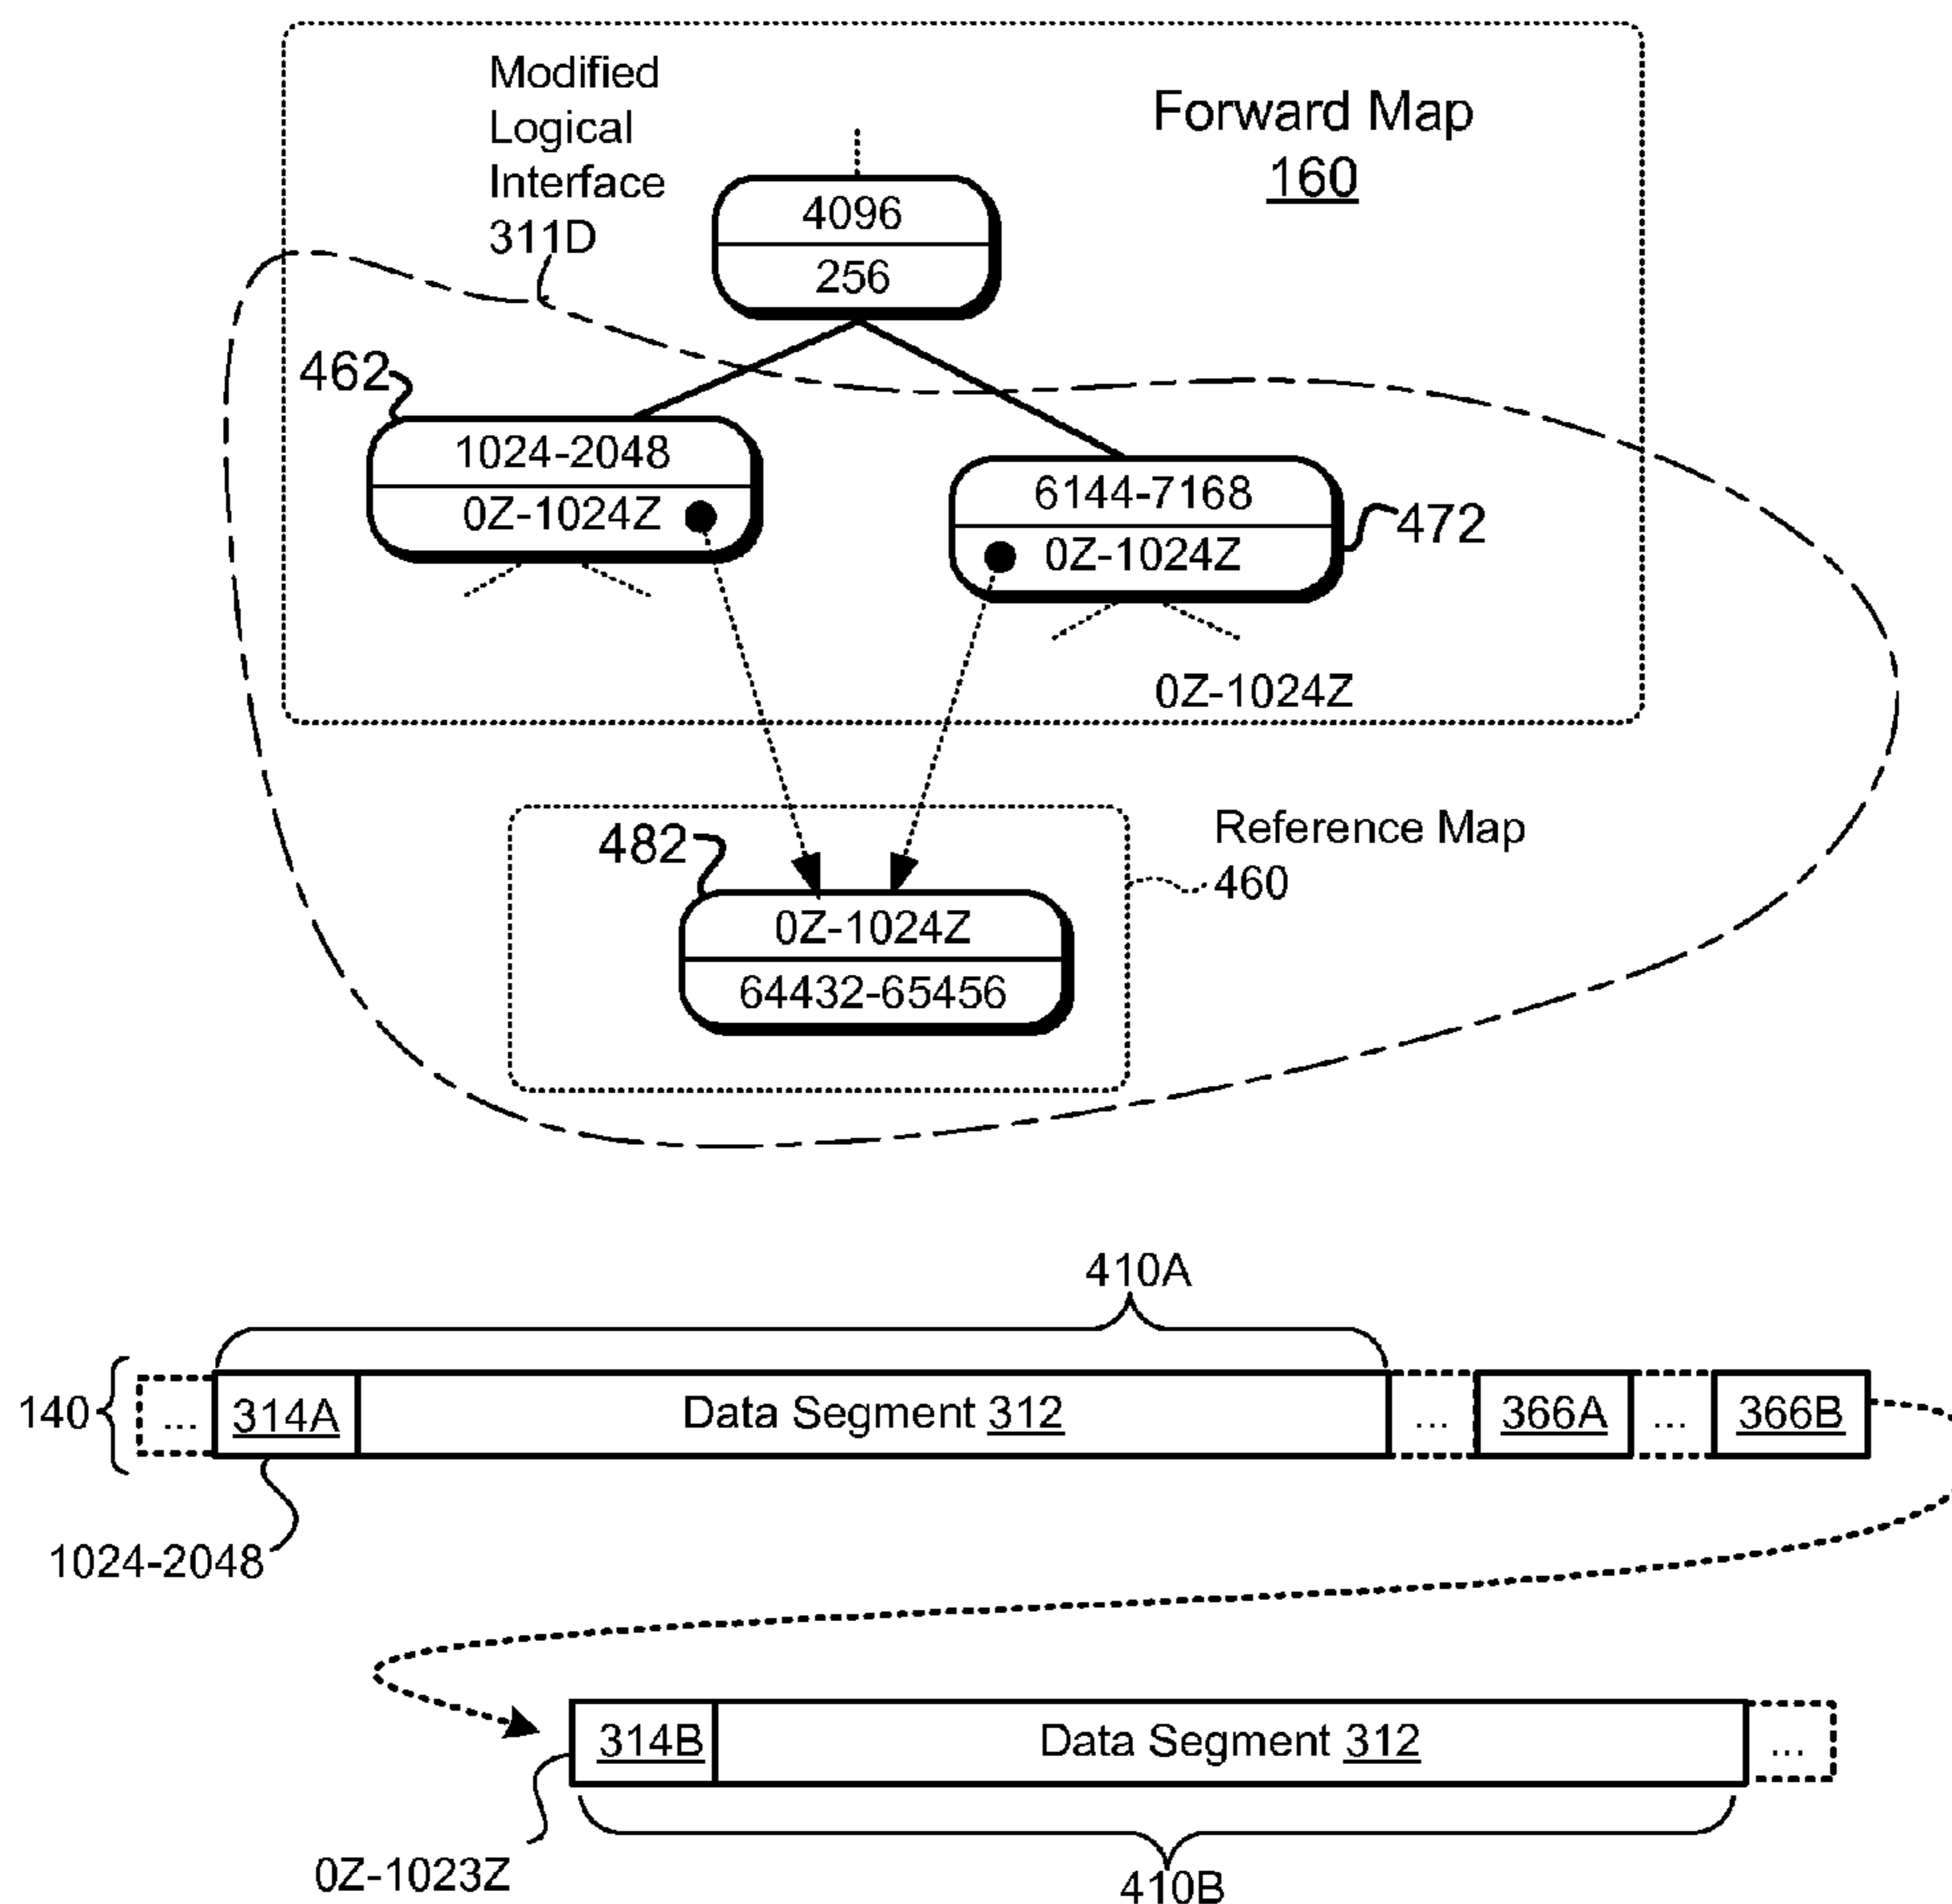 Modified
Logical
Interface
311D
Forward Map
160
4096
256
462
1024-2048
0Z-1024Z
6144-7168
0Z-1024Z
472
0Z-1024Z
Reference Map
460
482
0Z-1024Z
64432-65456
410A
140
... 314A Data Segment 312 ... 366A ... 366B
1024-2048
314B Data Segment 312 ...
0Z-1023Z
410B